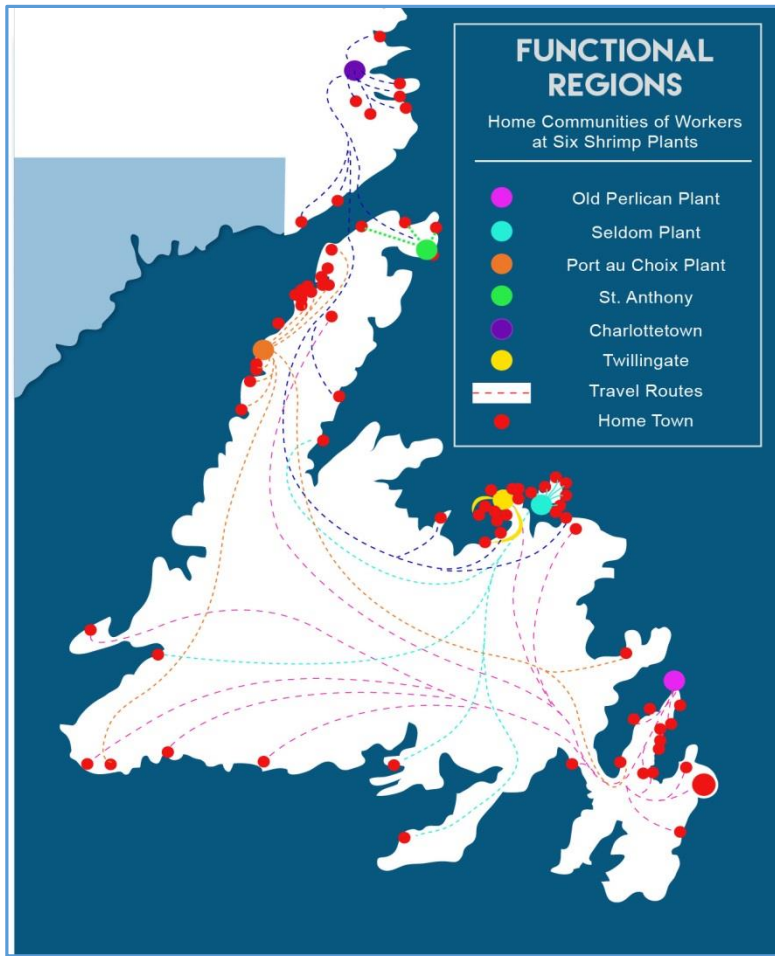 FUNCTIONAL
REGIONS
Home Communities of Workers
at Six Shrimp Plants
Old Perlican Plant
Seldom Plant
Port au Choix Plant
St. Anthony
Charlottetown
Twillingate
Travel Routes
Home Town